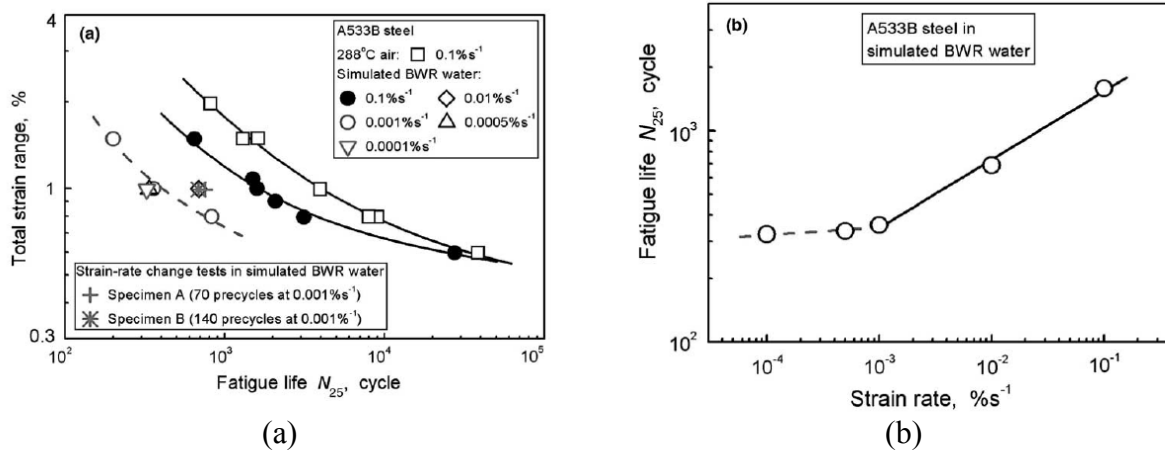 (a)
A533B steel
288°C air: □ 0.1%s⁻¹
Simulated BWR water:
● 0.1%s⁻¹ ◇ 0.01%s⁻¹
○ 0.001%s⁻¹ △ 0.0005%s⁻¹
▽ 0.0001%s⁻¹
Total strain range, %
4
1
0.3
Strain-rate change tests in simulated BWR water
+ Specimen A (70 precycles at 0.001%s⁻¹)
Specimen B (140 precycles at 0.001%⁻¹)
10² 10³ 10⁴ 10⁵
Fatigue life N₂₅, cycle
(a)
(b)
A533B steel in
simulated BWR water
Fatigue life N₂₅, cycle
10³
10²
10⁻⁴ 10⁻³ 10⁻² 10⁻¹
Strain rate, %s⁻¹
(b)